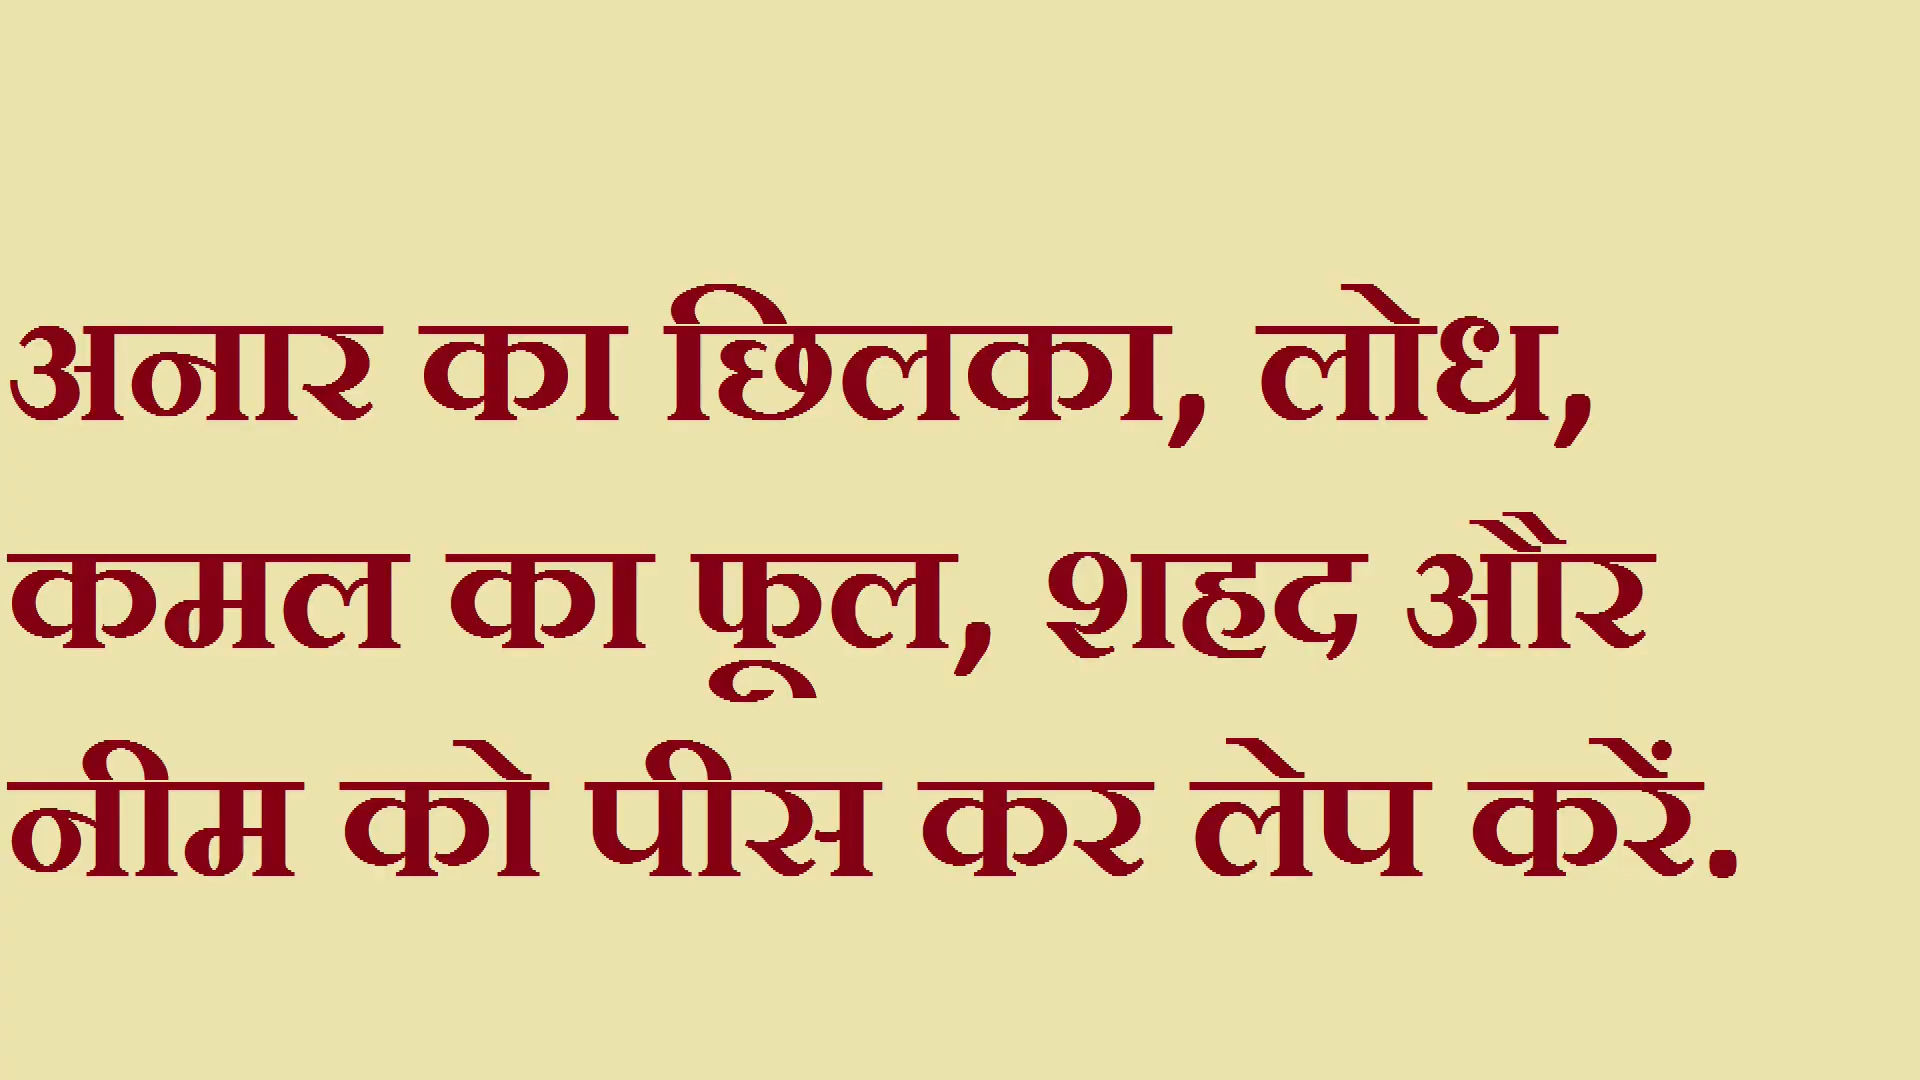 अनार का छिलका, लोध,
कमल का फूल, शहद और
नीम को पीस कर लेप करें.